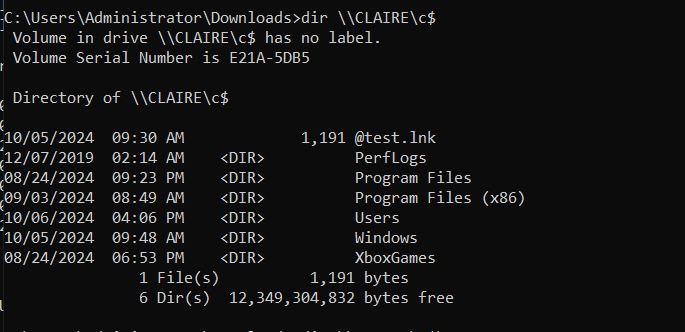 C:\Users\Administrator\Downloads>dir \\CLAIRE\c$
Volume in drive \\CLAIRE\c$ has no label.
Volume Serial Number is E21A-5DB5
Directory of \\CLAIRE\c$
10/05/2024  09:30 AM             1,191 @test.lnk
12/07/2019  02:14 AM    <DIR>          PerfLogs
08/24/2024  09:23 PM    <DIR>          Program Files
09/03/2024  08:49 AM    <DIR>          Program Files (x86)
10/06/2024  04:06 PM    <DIR>          Users
10/05/2024  09:48 AM    <DIR>          Windows
08/24/2024  06:53 PM    <DIR>          XboxGames
1 File(s)          1,191 bytes
6 Dir(s)  12,349,304,832 bytes free